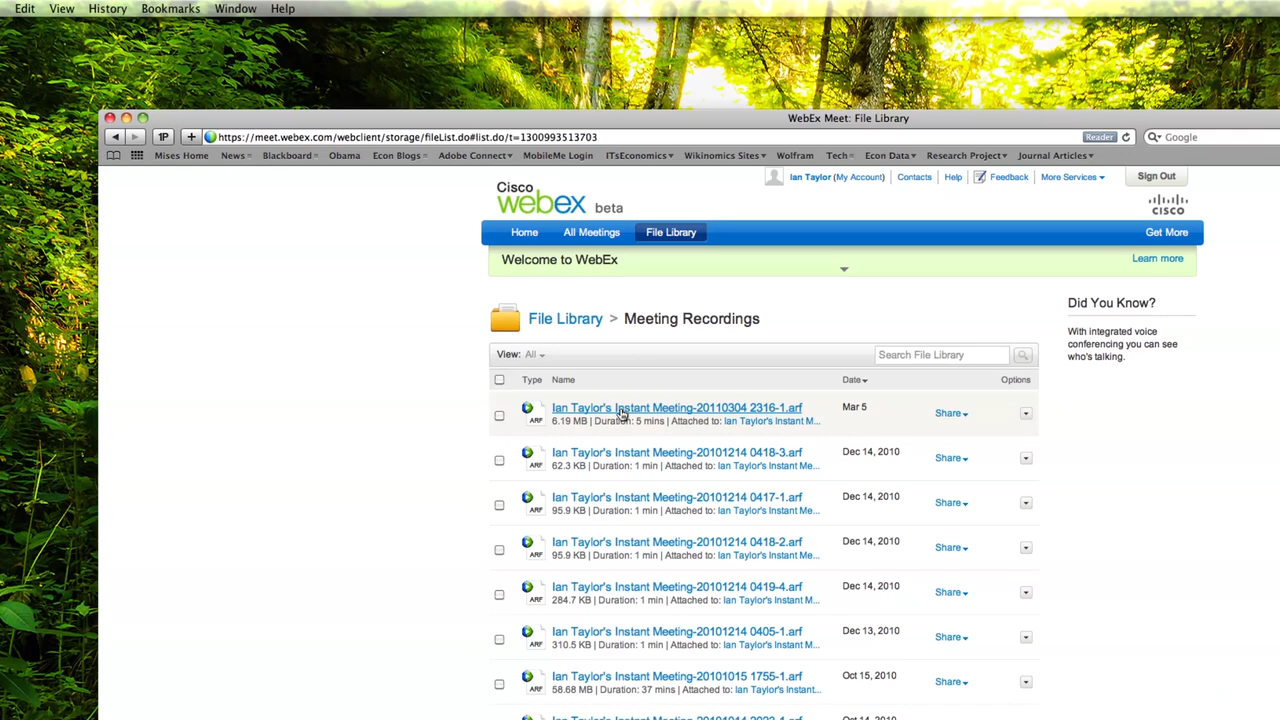 Edit View History Bookmarks Window Help
WebEx Meet: File Library
1P + https://meet.webex.com/webclient/storage/fileList.do#list.do/t=1300993513703 Reader Google
Mises Home News Blackboard Obama Econ Blogs Adobe Connect MobileMe Login ITsEconomics Wikinomics Sites Wolfram Tech Econ Data Research Project Journal Articles
Ian Taylor (My Account) Contacts Help Feedback More Services Sign Out
Cisco
webex beta
CISCO
Home All Meetings File Library Get More
Welcome to WebEx Learn more
File Library > Meeting Recordings
Did You Know?
With integrated voice
conferencing you can see
who's talking.
View: All Search File Library
Type Name Date Options
Ian Taylor's Instant Meeting-20110304 2316-1.arf Mar 5 Share
ARF 6.19 MB | Duration: 5 mins | Attached to: Ian Taylor's Instant M...
Ian Taylor's Instant Meeting-20101214 0418-3.arf Dec 14, 2010 Share
ARF 62.3 KB | Duration: 1 min | Attached to: Ian Taylor's Instant Me...
Ian Taylor's Instant Meeting-20101214 0417-1.arf Dec 14, 2010 Share
ARF 95.9 KB | Duration: 1 min | Attached to: Ian Taylor's Instant Me...
Ian Taylor's Instant Meeting-20101214 0418-2.arf Dec 14, 2010 Share
ARF 95.9 KB | Duration: 1 min | Attached to: Ian Taylor's Instant Me...
Ian Taylor's Instant Meeting-20101214 0419-4.arf Dec 14, 2010 Share
ARF 284.7 KB | Duration: 1 min | Attached to: Ian Taylor's Instant M...
Ian Taylor's Instant Meeting-20101214 0405-1.arf Dec 13, 2010 Share
ARF 310.5 KB | Duration: 1 min | Attached to: Ian Taylor's Instant M...
Ian Taylor's Instant Meeting-20101015 1755-1.arf Oct 15, 2010 Share
ARF 58.68 MB | Duration: 37 mins | Attached to: Ian Taylor's Instant...